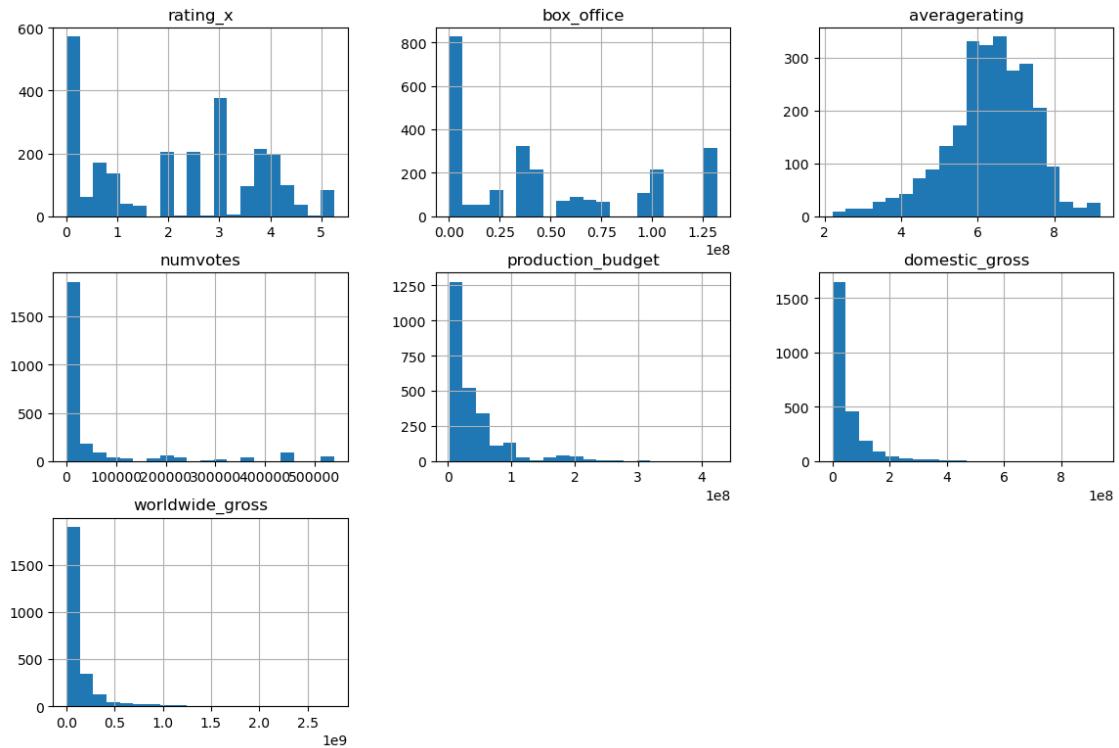 rating_x
600
400
200
0
0 1 2 3 4 5
box_office
800
600
400
200
0
0.00 0.25 0.50 0.75 1.00 1.25
1e8
averagerating
300
200
100
0
2 4 6 8
numvotes
1500
1000
500
0
0 100000 200000 300000 400000 500000
production_budget
1250
1000
750
500
250
0
0 1 2 3 4
1e8
domestic_gross
1500
1000
500
0
0 2 4 6 8
1e8
worldwide_gross
1500
1000
500
0
0.0 0.5 1.0 1.5 2.0 2.5
1e9